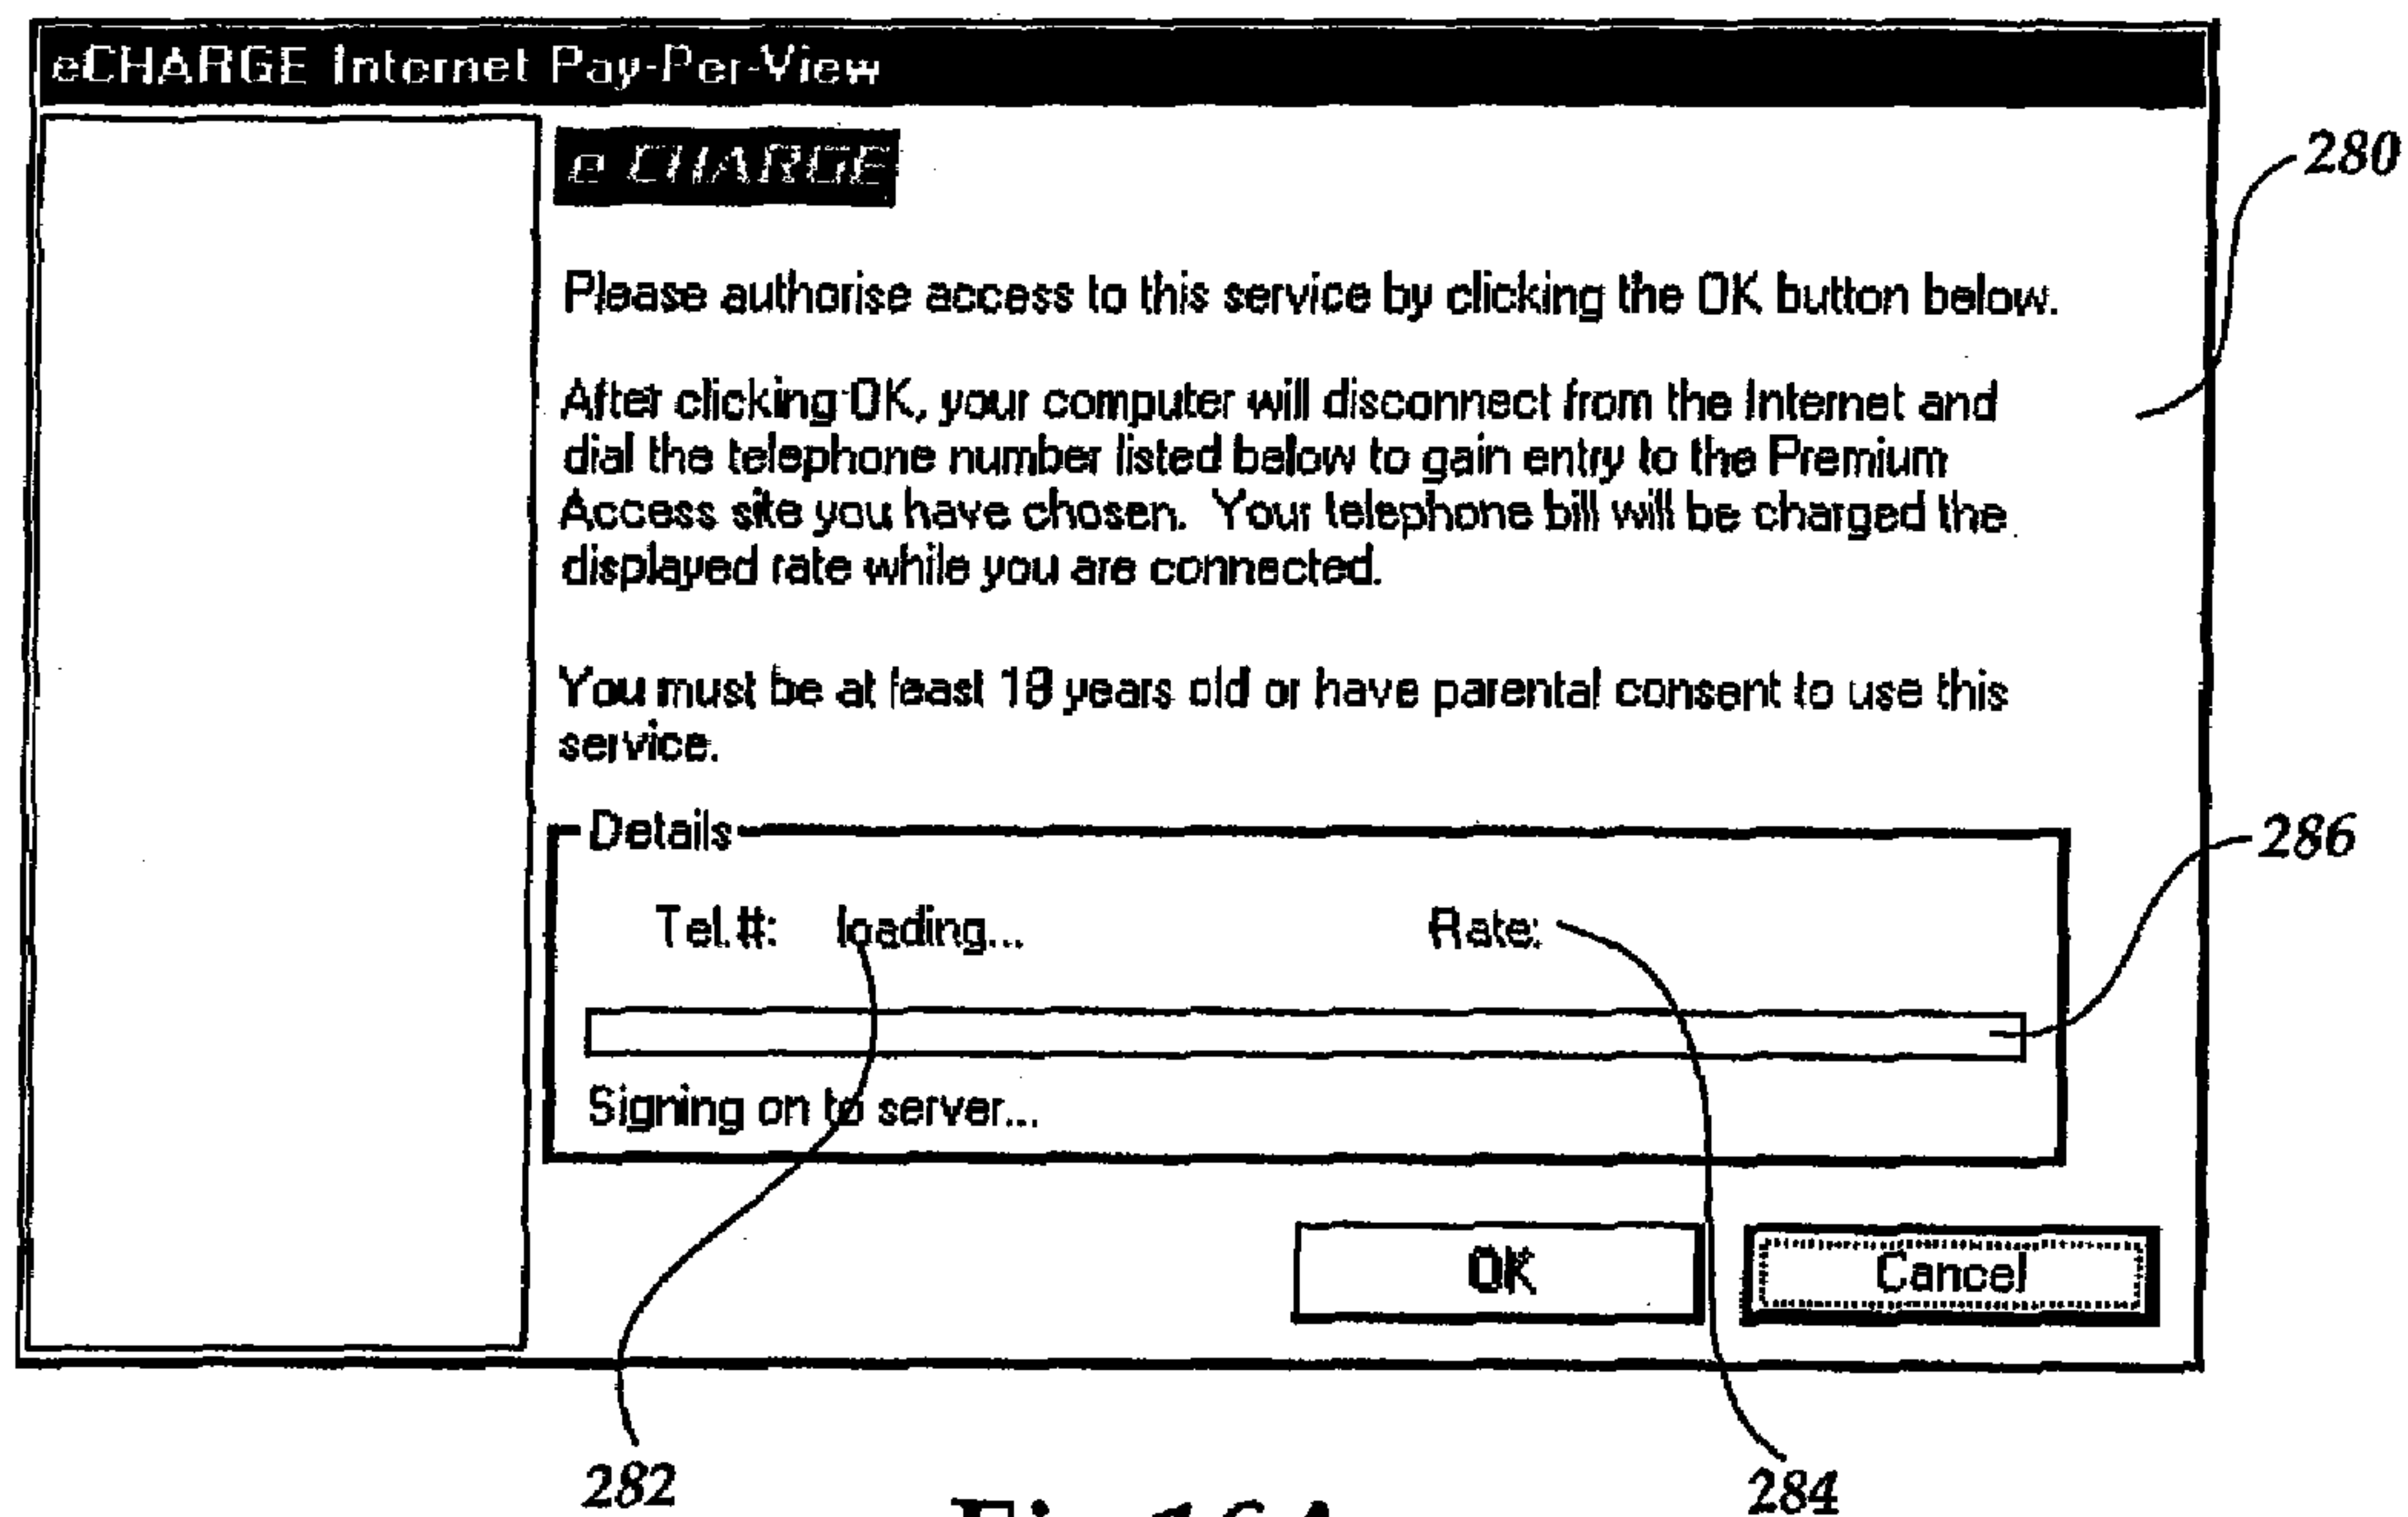 eCHARGE Internet Pay-Per-View
e CHARGE
280
Please authorise access to this service by clicking the OK button below.
After clicking OK, your computer will disconnect from the Internet and
dial the telephone number listed below to gain entry to the Premium
Access site you have chosen. Your telephone bill will be charged the
displayed rate while you are connected.
You must be at least 18 years old or have parental consent to use this
service.
Details
286
Tel.#: loading... Rate:
Signing on to server...
OK Cancel
282 284